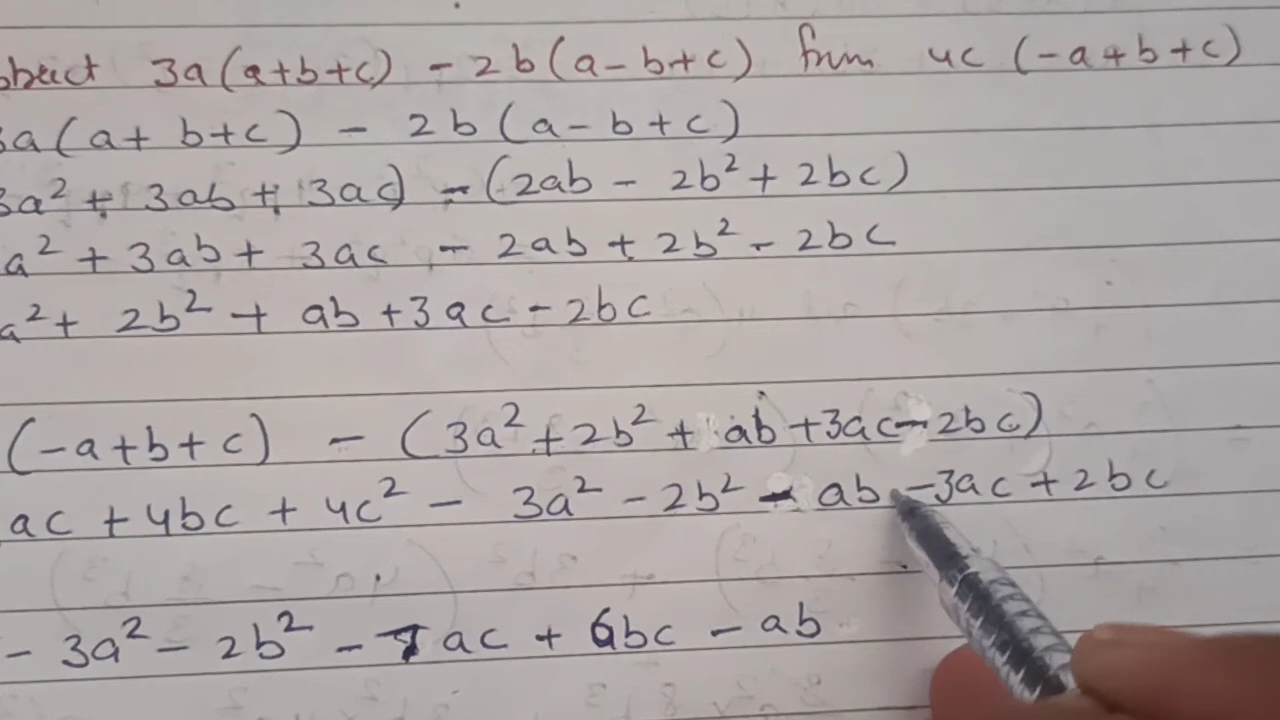 3a(a+b+c) - 2b(a-b+c) from 4c (-a+b+c)
3a(a+ b+c) - 2b(a-b+c)
3a² + 3ab + 3ac) - (2ab - 2b² + 2bc)
a² + 3ab + 3ac - 2ab + 2b² - 2bc
a² + 2b² + ab +3ac - 2bc
(-a+b+c) - (3a² + 2b² + ab +3ac - 2bc)
ac + 4bc + 4c² - 3a² - 2b² - ab -3ac + 2bc
- 3a² - 2b² - 7ac + 6bc - ab